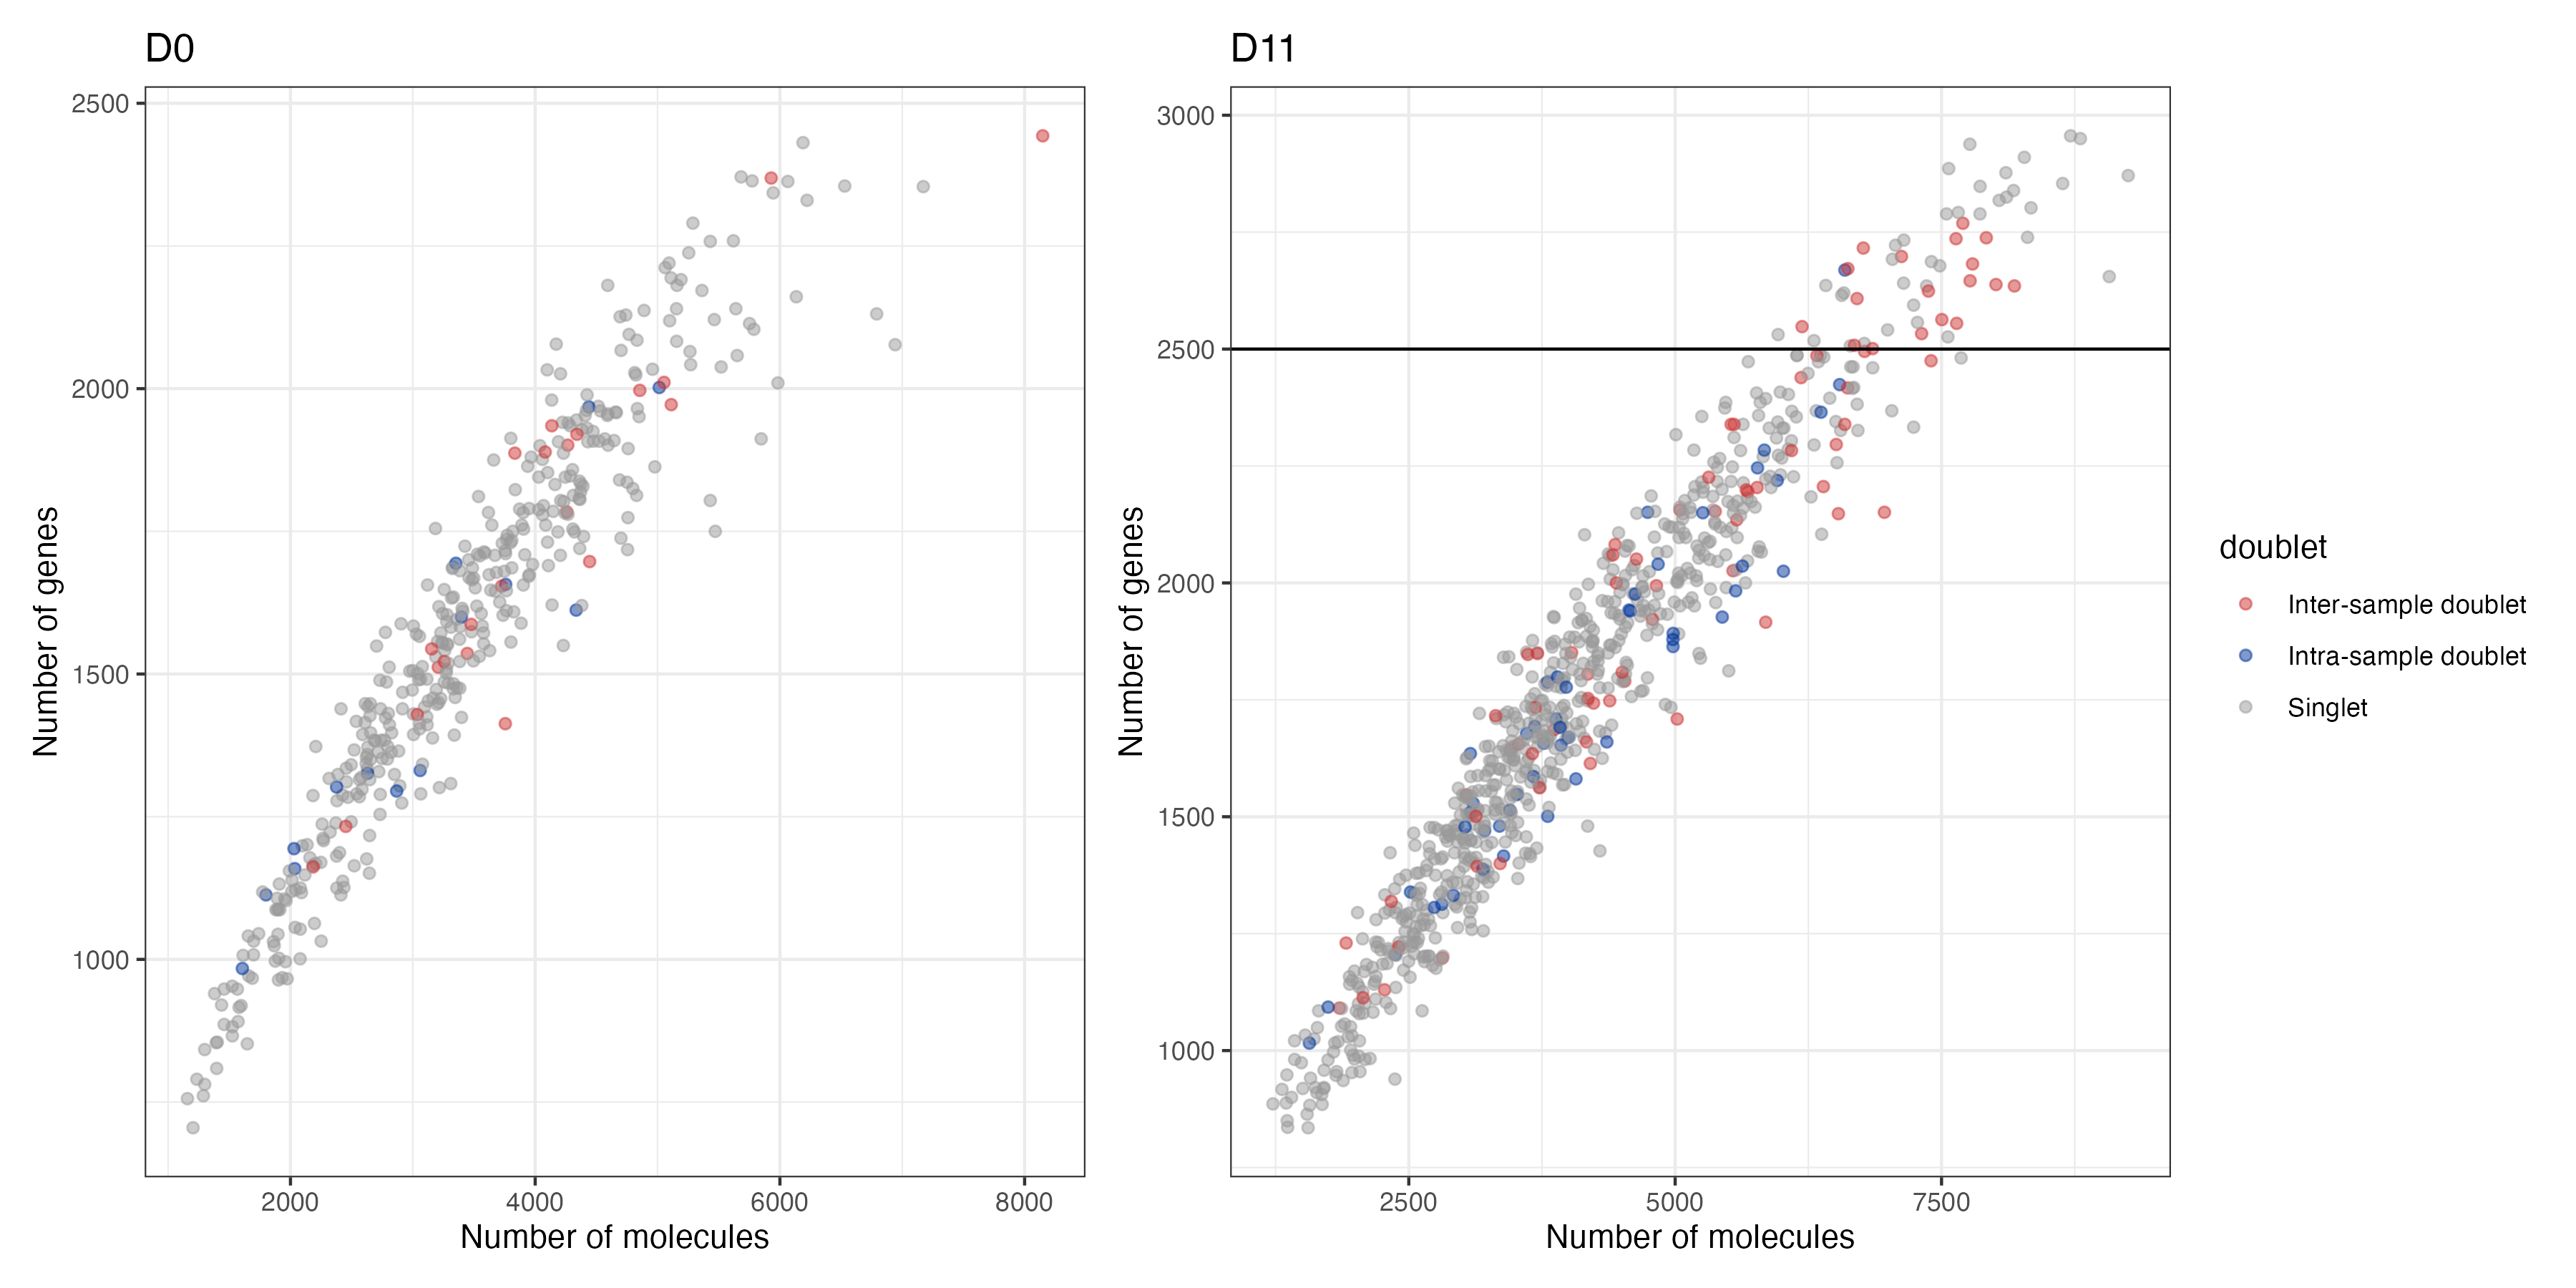 D0
2500
2000
1500
1000
Number of genes
2000 4000 6000 8000
Number of molecules
D11
3000
2500
2000
1500
1000
Number of genes
2500 5000 7500
Number of molecules
doublet
Inter-sample doublet
Intra-sample doublet
Singlet